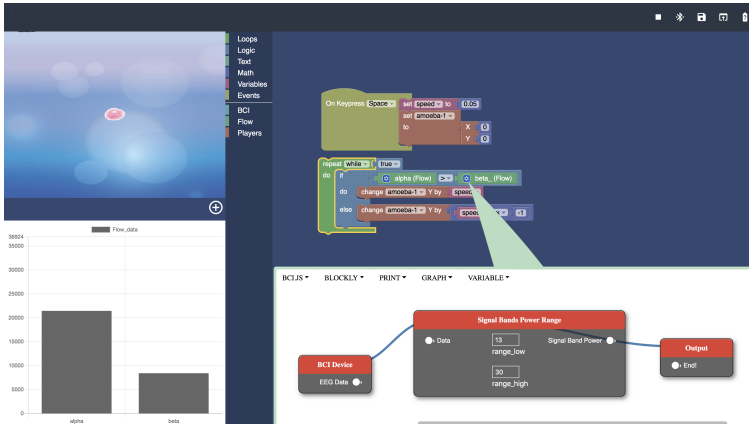 Loops
Logic
Text
Math
Variables
Events
BCI
Flow
Players
On Keypress Space set speed to 0.05
set amoeba-1
to X 0
Y 0
repeat while true
do if alpha (Flow) > beta_ (Flow)
do change amoeba-1 Y by speed
else change amoeba-1 Y by speed x -1
Flow_data
36924
35000
30000
25000
20000
15000
10000
5000
0
alpha beta
BCI.JS BLOCKLY PRINT GRAPH VARIABLE
Signal Bands Power Range
Data 13 Signal Band Power
range_low
30
range_high
BCI Device
EEG Data
Output
End!